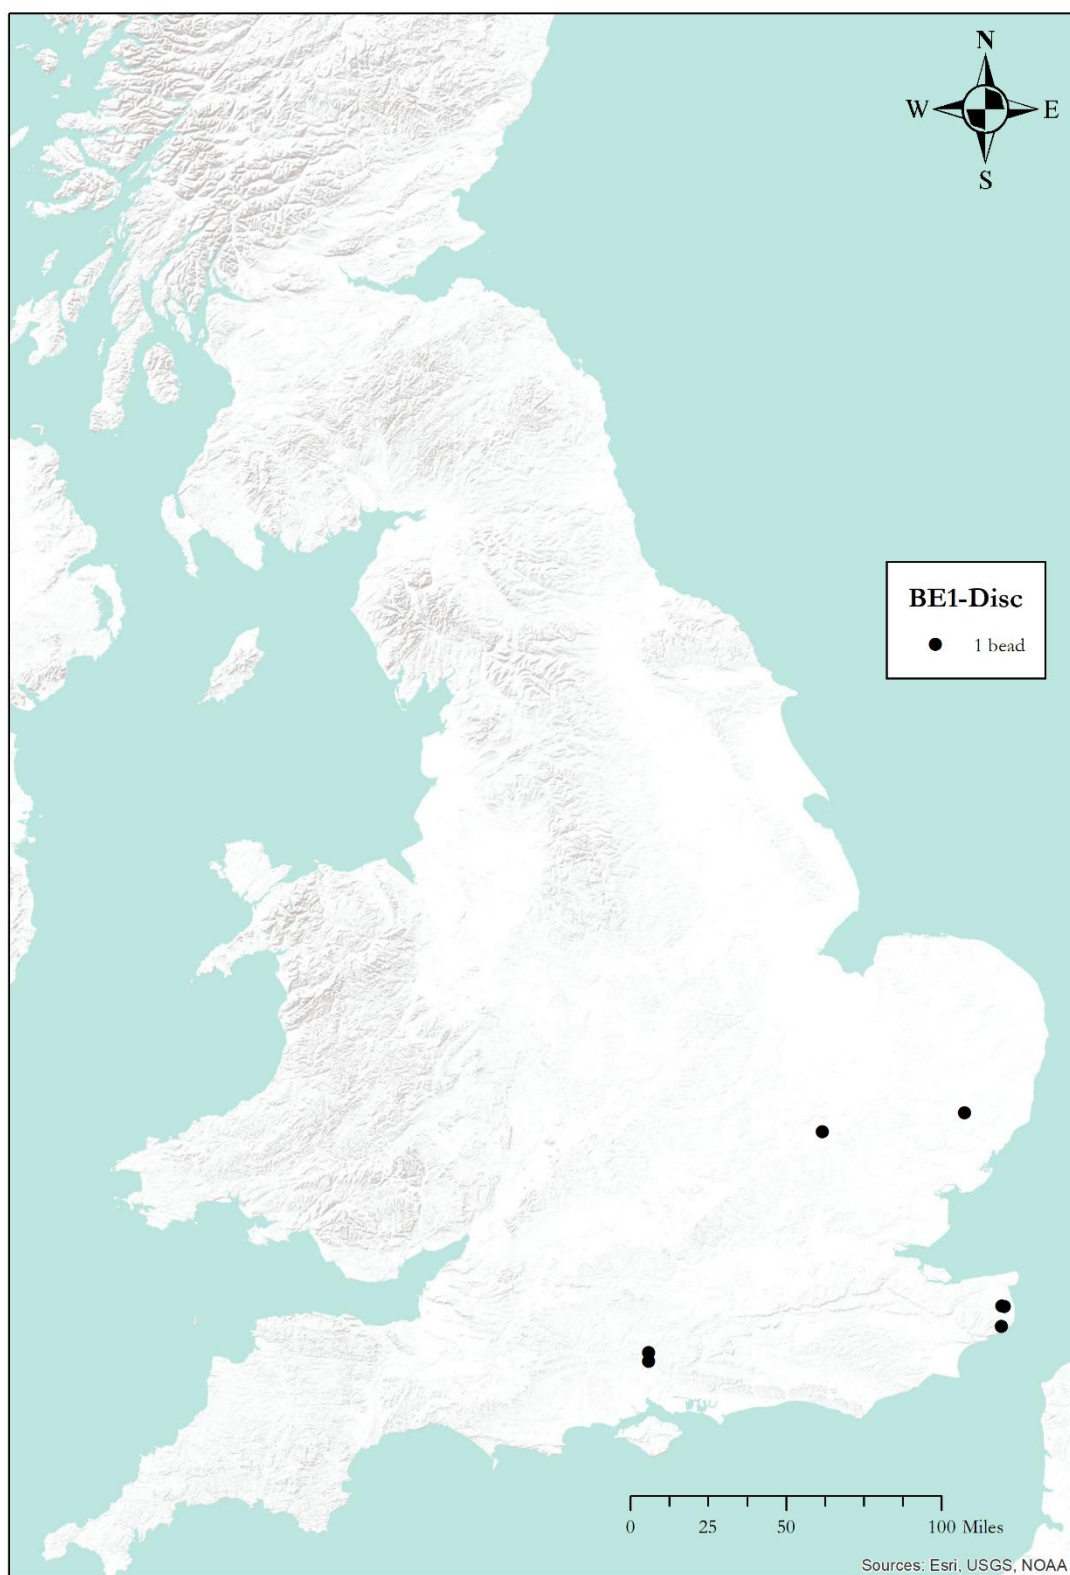 N
W E
S
BE1-Disc
1 bead
0 25 50 100 Miles
Sources: Esri, USGS, NOAA